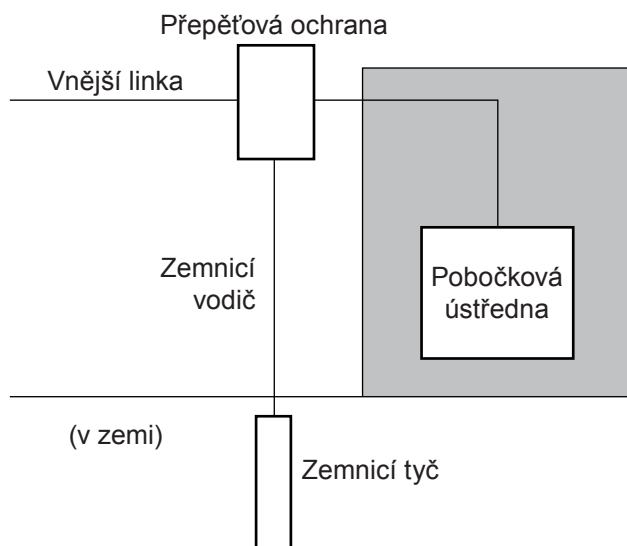 Přepěťová ochrana
Vnější linka
Zemnicí
vodič
Pobočková
ústředna
(v zemi)
Zemnicí tyč